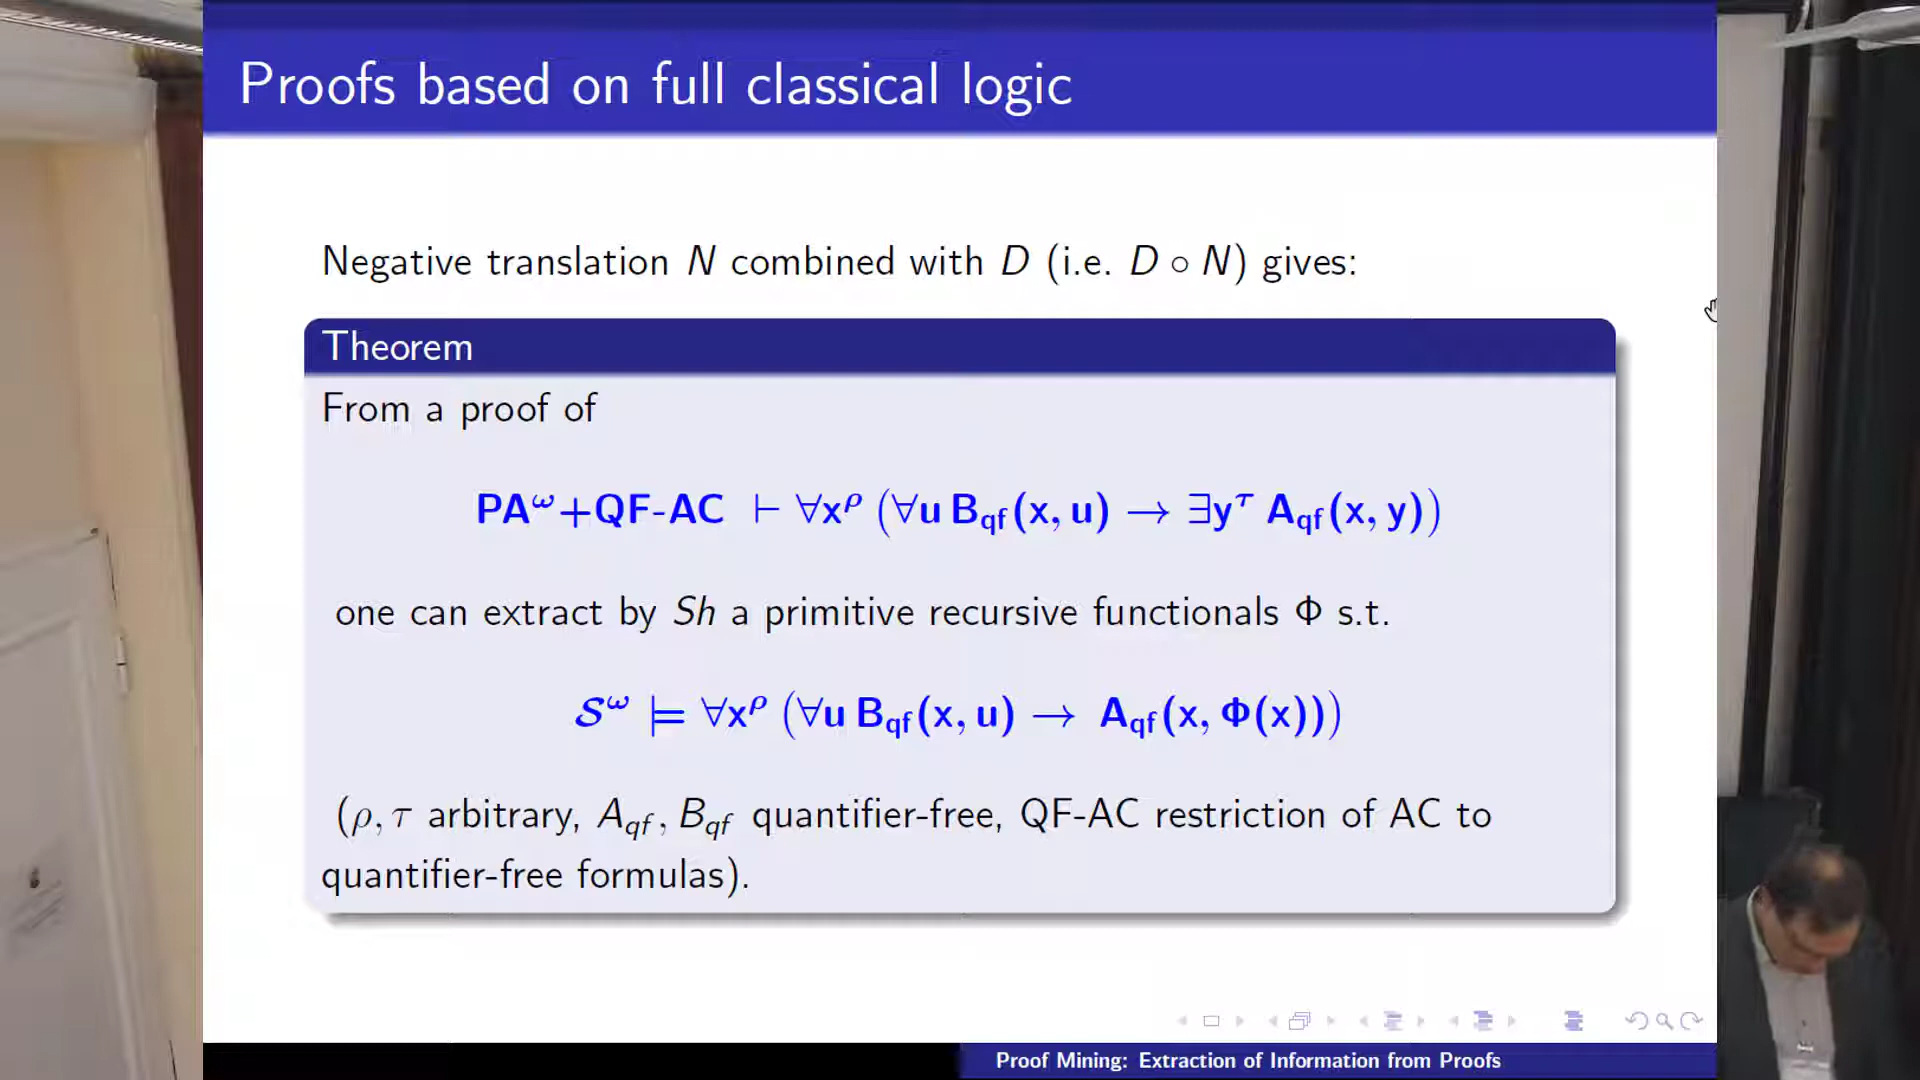 Proofs based on full classical logic
Negative translation N combined with D (i.e. D ∘ N) gives:
Theorem
From a proof of
PA^ω+QF-AC ⊢ ∀x^ρ (∀u B_qf(x, u) → ∃y^τ A_qf(x, y))
one can extract by Sh a primitive recursive functionals Φ s.t.
𝒮^ω ⊨ ∀x^ρ (∀u B_qf(x, u) → A_qf(x, Φ(x)))
(ρ, τ arbitrary, A_qf, B_qf quantifier-free, QF-AC restriction of AC to
quantifier-free formulas).
Proof Mining: Extraction of Information from Proofs